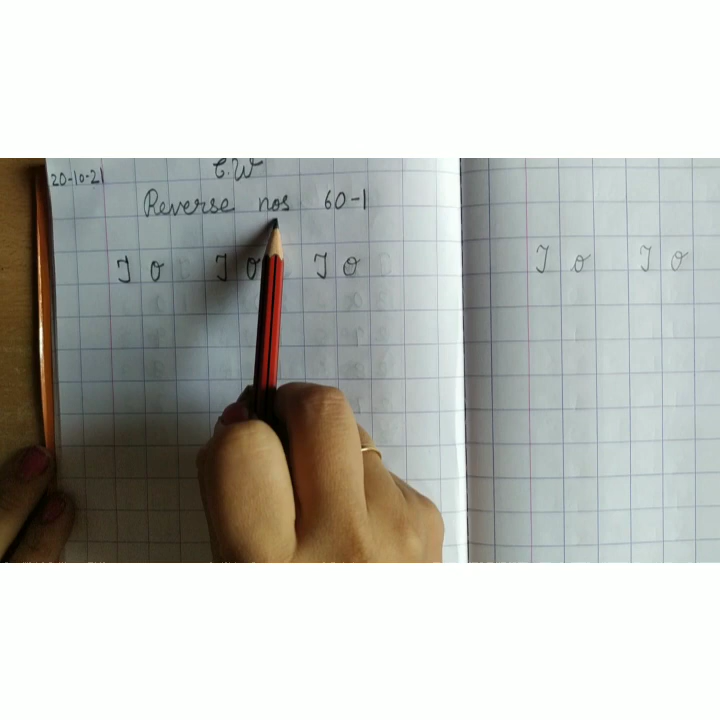 C.W
20-10-21
Reverse nos 60-1
T O T O T O T O T O